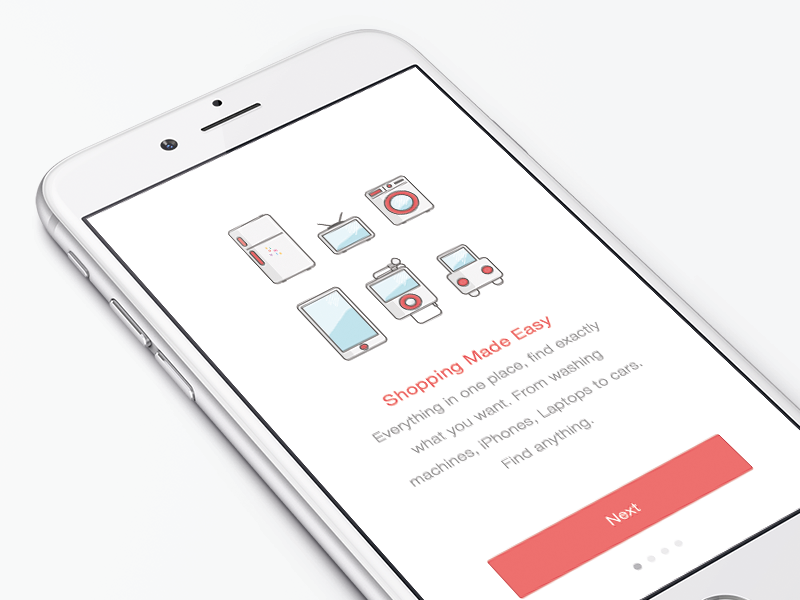 Shopping Made Easy
Everything in one place, find exactly
what you want. From washing
machines, iPhones, Laptops to cars.
Find anything.
Next